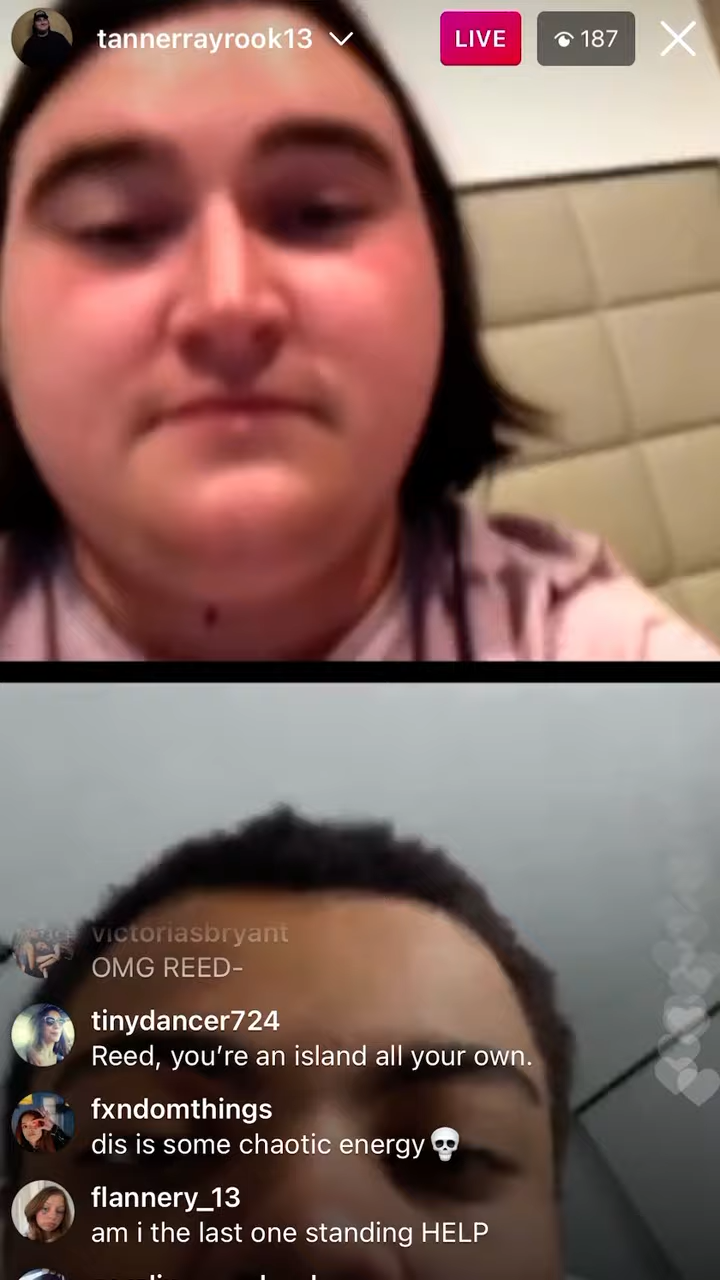 tannerrayrook13
LIVE
187
victoriasbryant
OMG REED-
tinydancer724
Reed, you're an island all your own.
fxndomthings
dis is some chaotic energy💀
flannery_13
am i the last one standing HELP